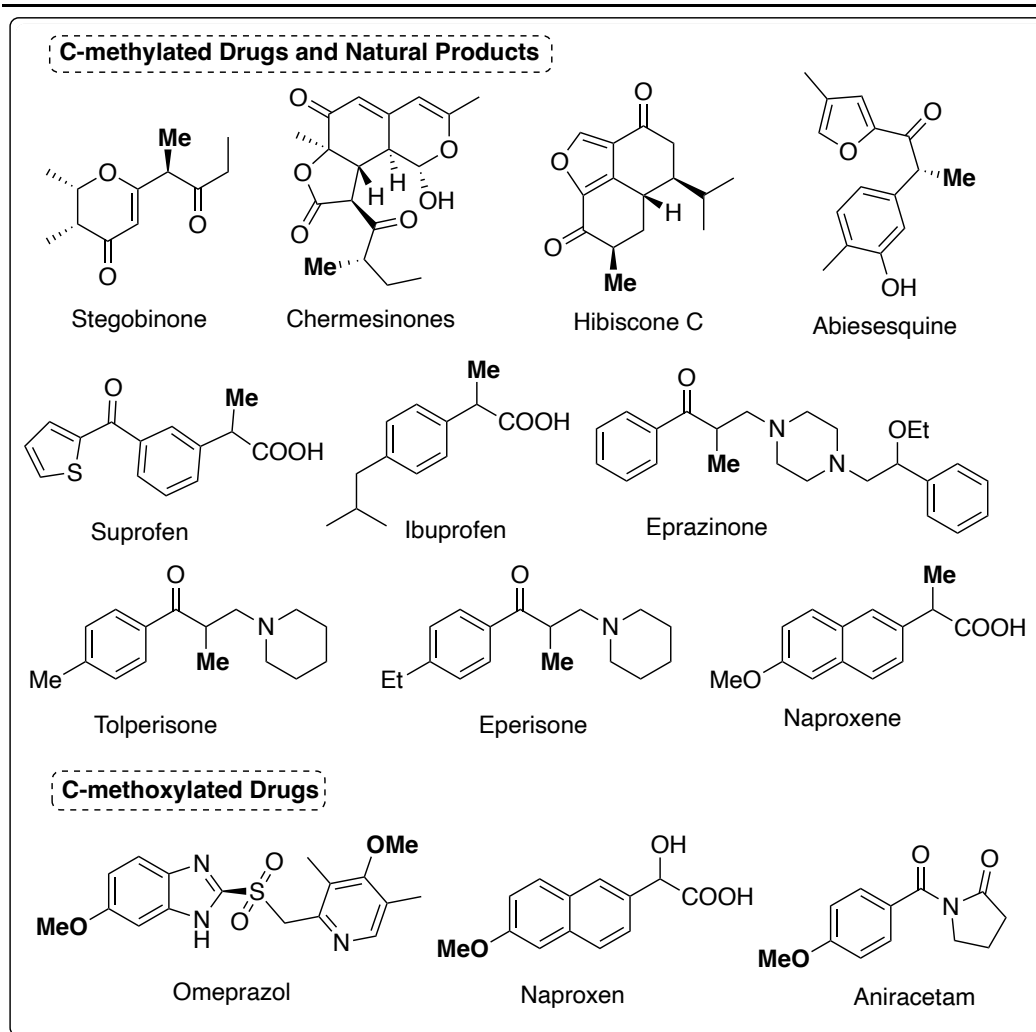 C-methylated Drugs and Natural Products
O
Me
O
O
Stegobinone
O
O
O
H
H
OH
O
O
Me
Chermesinones
O
O
H
O
Me
Hibiscone C
O
O
Me
OH
Abiesesquine
O
S
Me
COOH
Suprofen
Me
COOH
Ibuprofen
O
Me
N
N
OEt
Eprazinone
O
N
Me
Me
Tolperisone
O
N
Me
Et
Eperisone
Me
COOH
MeO
Naproxene
C-methoxylated Drugs
MeO
N
N
H
S
O
O
OMe
N
Omeprazol
OH
COOH
MeO
Naproxen
O
O
N
MeO
Aniracetam